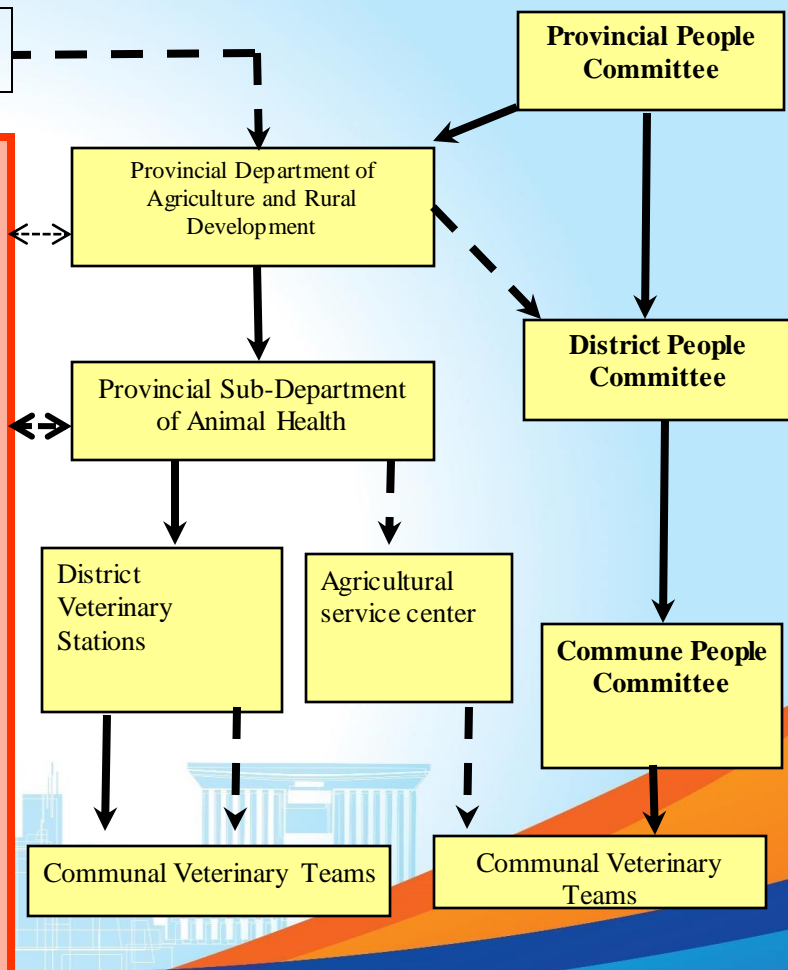 Provincial People
Committee
Provincial Department of
Agriculture and Rural
Development
District People
Committee
Provincial Sub-Department
of Animal Health
District
Veterinary
Stations
Agricultural
service center
Commune People
Committee
Communal Veterinary Teams
Communal Veterinary
Teams